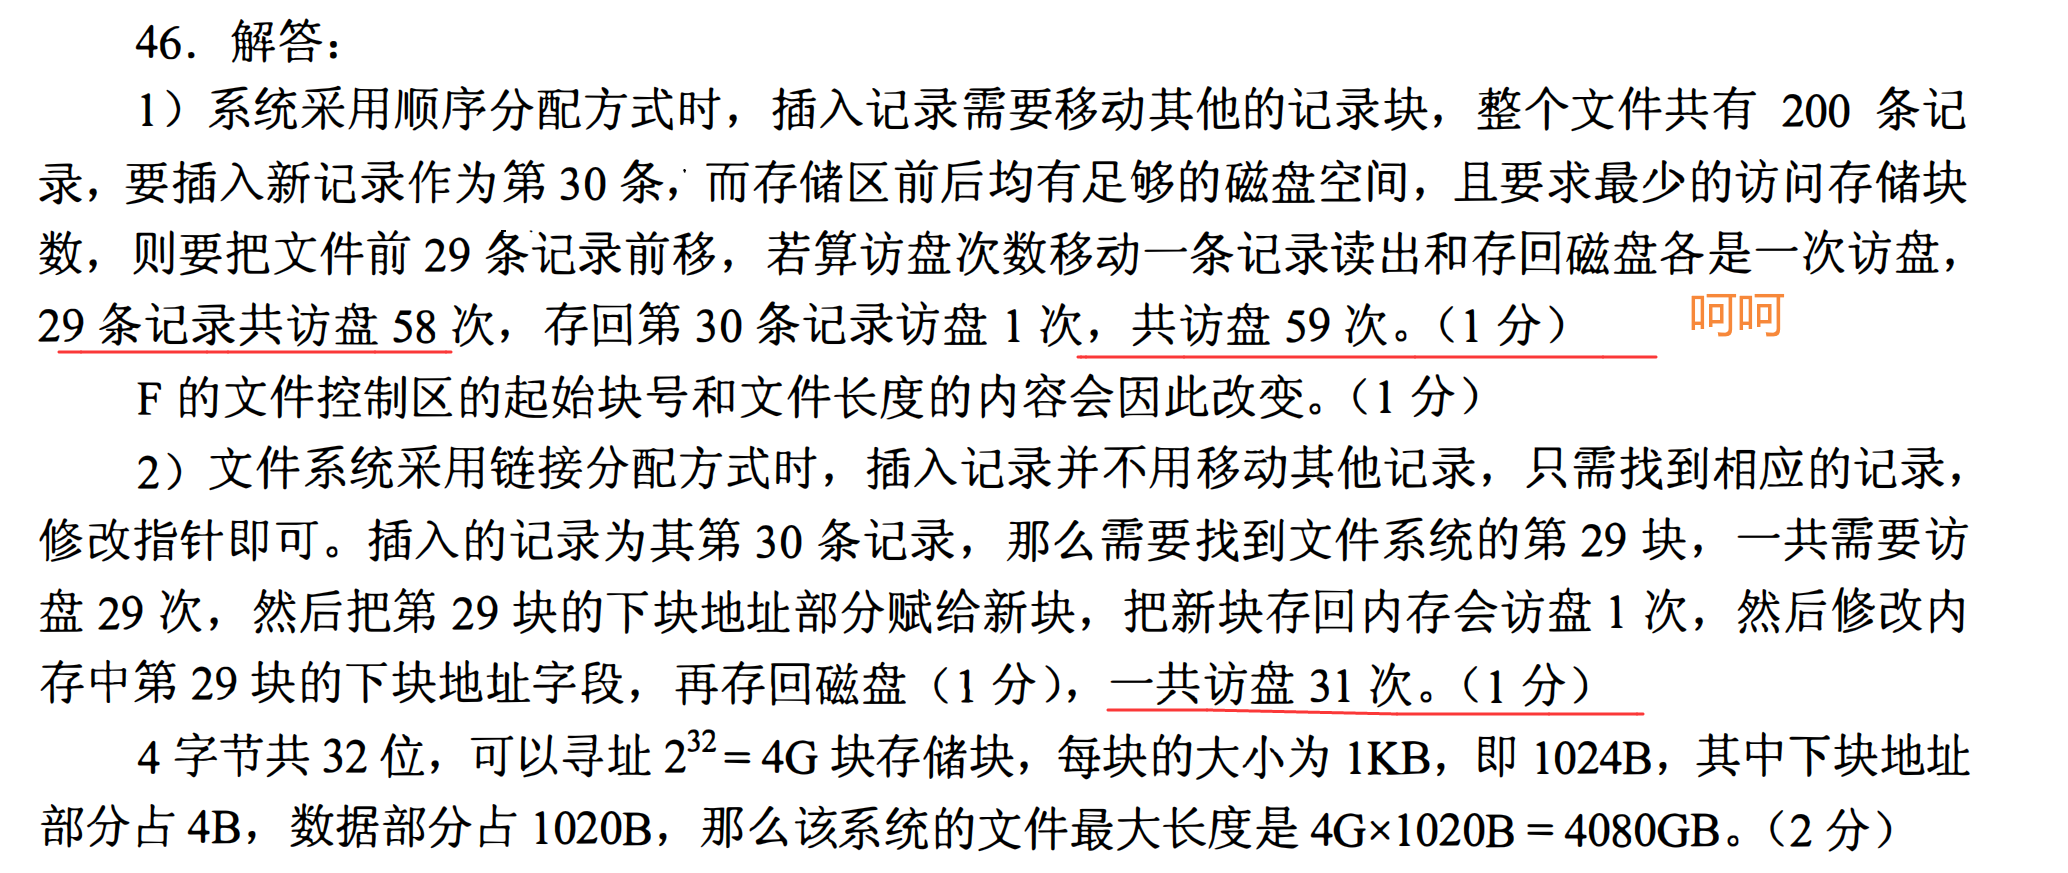 46．解答：
1）系统采用顺序分配方式时，插入记录需要移动其他的记录块，整个文件共有 200 条记
录，要插入新记录作为第 30 条，而存储区前后均有足够的磁盘空间，且要求最少的访问存储块
数，则要把文件前 29 条记录前移，若算访盘次数移动一条记录读出和存回磁盘各是一次访盘，
29 条记录共访盘 58 次，存回第 30 条记录访盘 1 次，共访盘 59 次。（1 分） 呵呵
F 的文件控制区的起始块号和文件长度的内容会因此改变。（1 分）
2）文件系统采用链接分配方式时，插入记录并不用移动其他记录，只需找到相应的记录，
修改指针即可。插入的记录为其第 30 条记录，那么需要找到文件系统的第 29 块，一共需要访
盘 29 次，然后把第 29 块的下块地址部分赋给新块，把新块存回内存会访盘 1 次，然后修改内
存中第 29 块的下块地址字段，再存回磁盘（1 分），一共访盘 31 次。（1 分）
4 字节共 32 位，可以寻址 2³²＝4G 块存储块，每块的大小为 1KB，即 1024B，其中下块地址
部分占 4B，数据部分占 1020B，那么该系统的文件最大长度是 4G×1020B＝4080GB。（2 分）